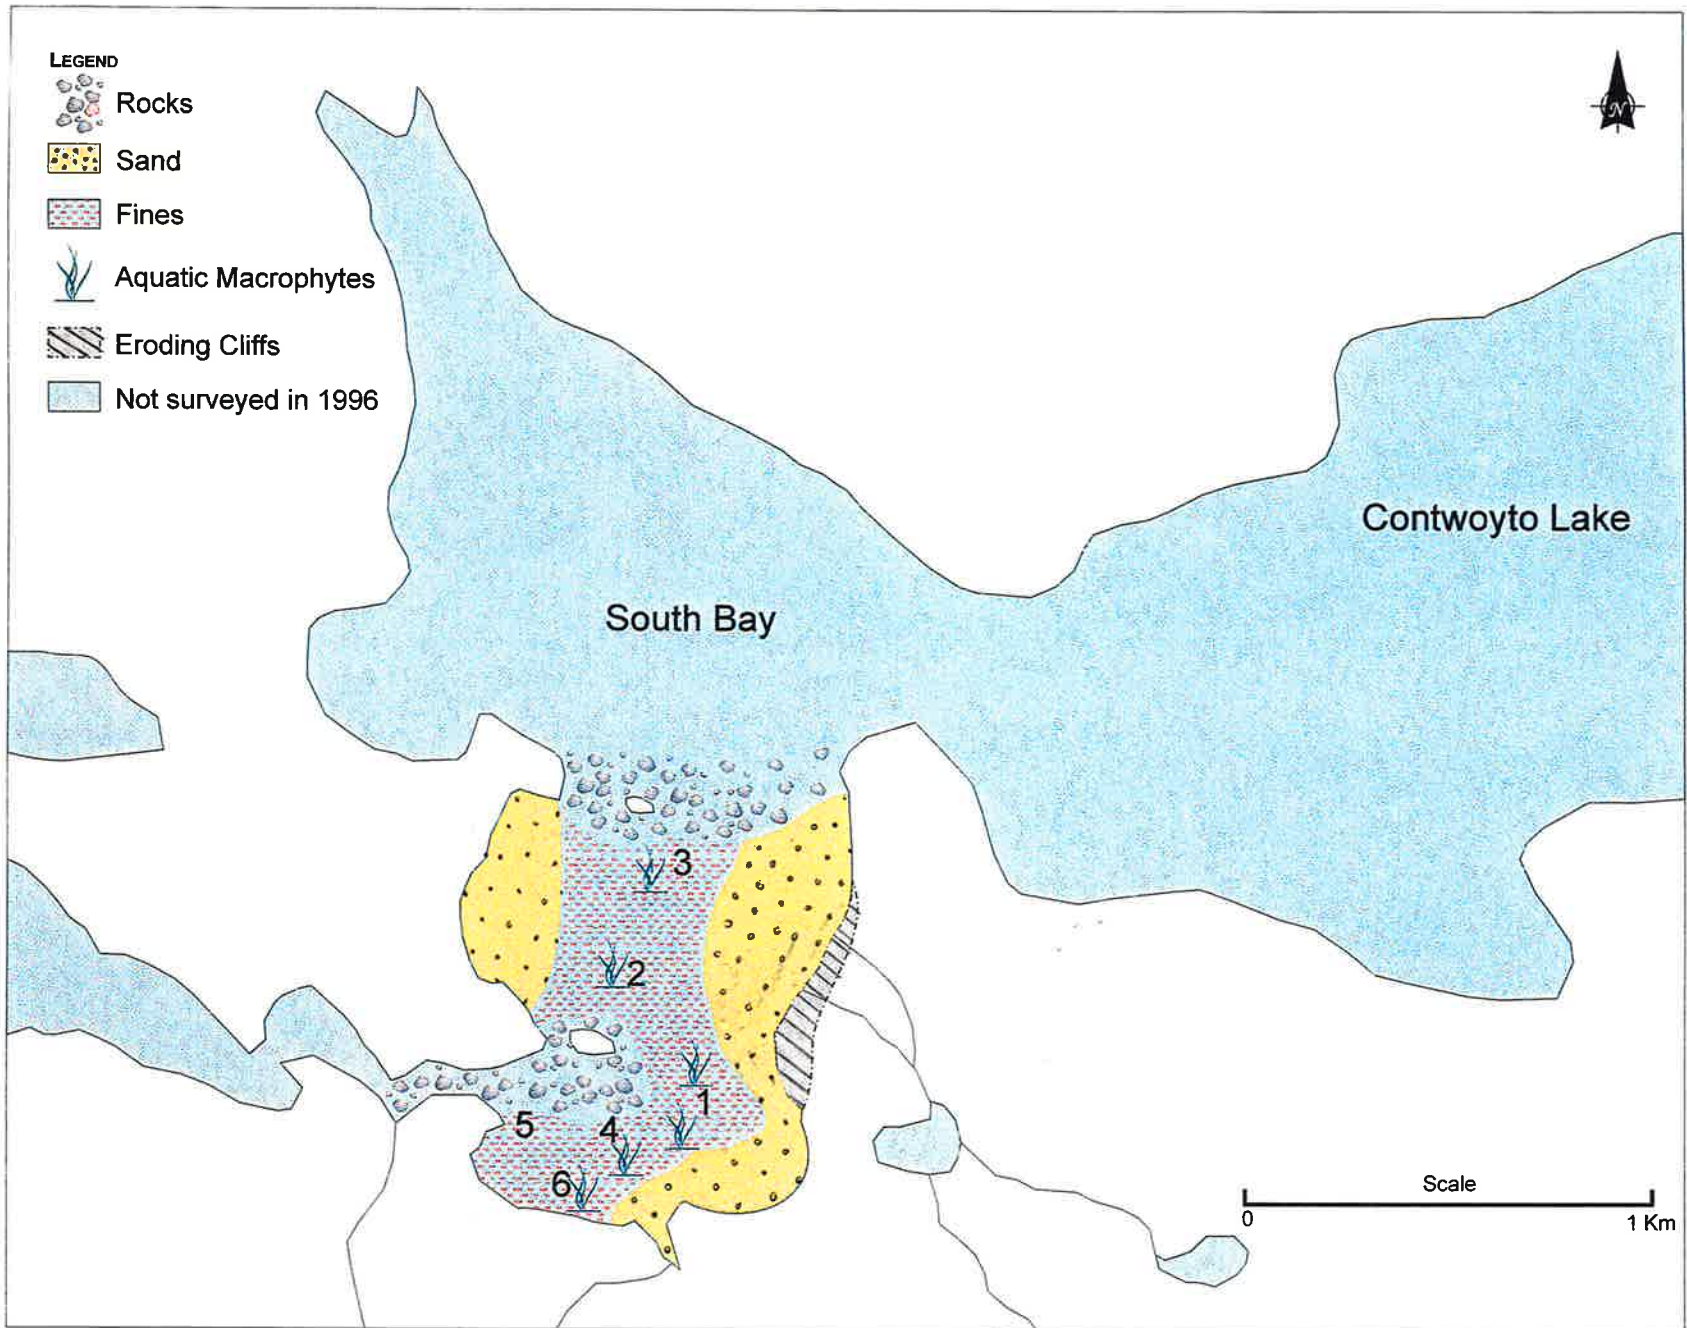 LEGEND
Rocks
Sand
Fines
Aquatic Macrophytes
Eroding Cliffs
Not surveyed in 1996
N
Contwoyto Lake
South Bay
3
2
1
5
4
6
Scale
0
1 Km